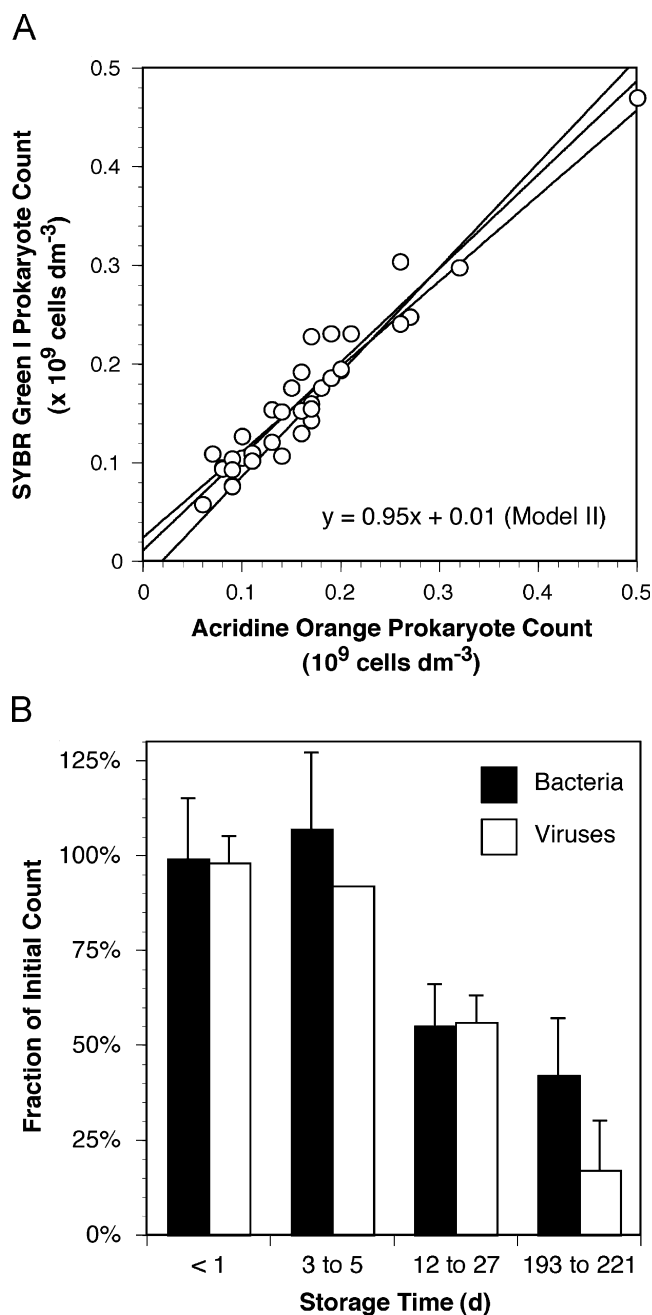 A
SYBR Green I Prokaryote Count
(x 10⁹ cells dm⁻³)
0.5
0.4
0.3
0.2
0.1
0
y = 0.95x + 0.01 (Model II)
0 0.1 0.2 0.3 0.4 0.5
Acridine Orange Prokaryote Count
(10⁹ cells dm⁻³)
B
Fraction of Initial Count
125%
100%
75%
50%
25%
0%
Bacteria
Viruses
< 1 3 to 5 12 to 27 193 to 221
Storage Time (d)